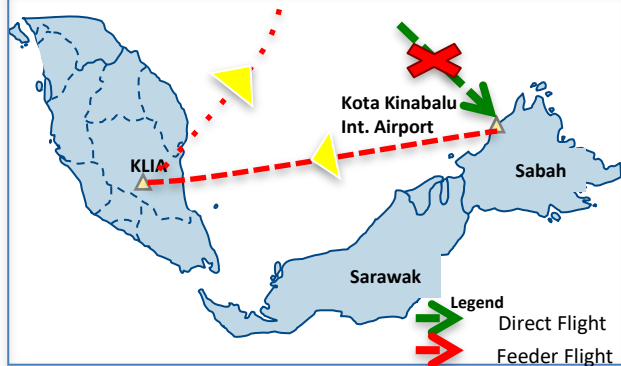 Kota Kinabalu
Int. Airport
KLIA
Sabah
Sarawak
Legend
Direct Flight
Feeder Flight